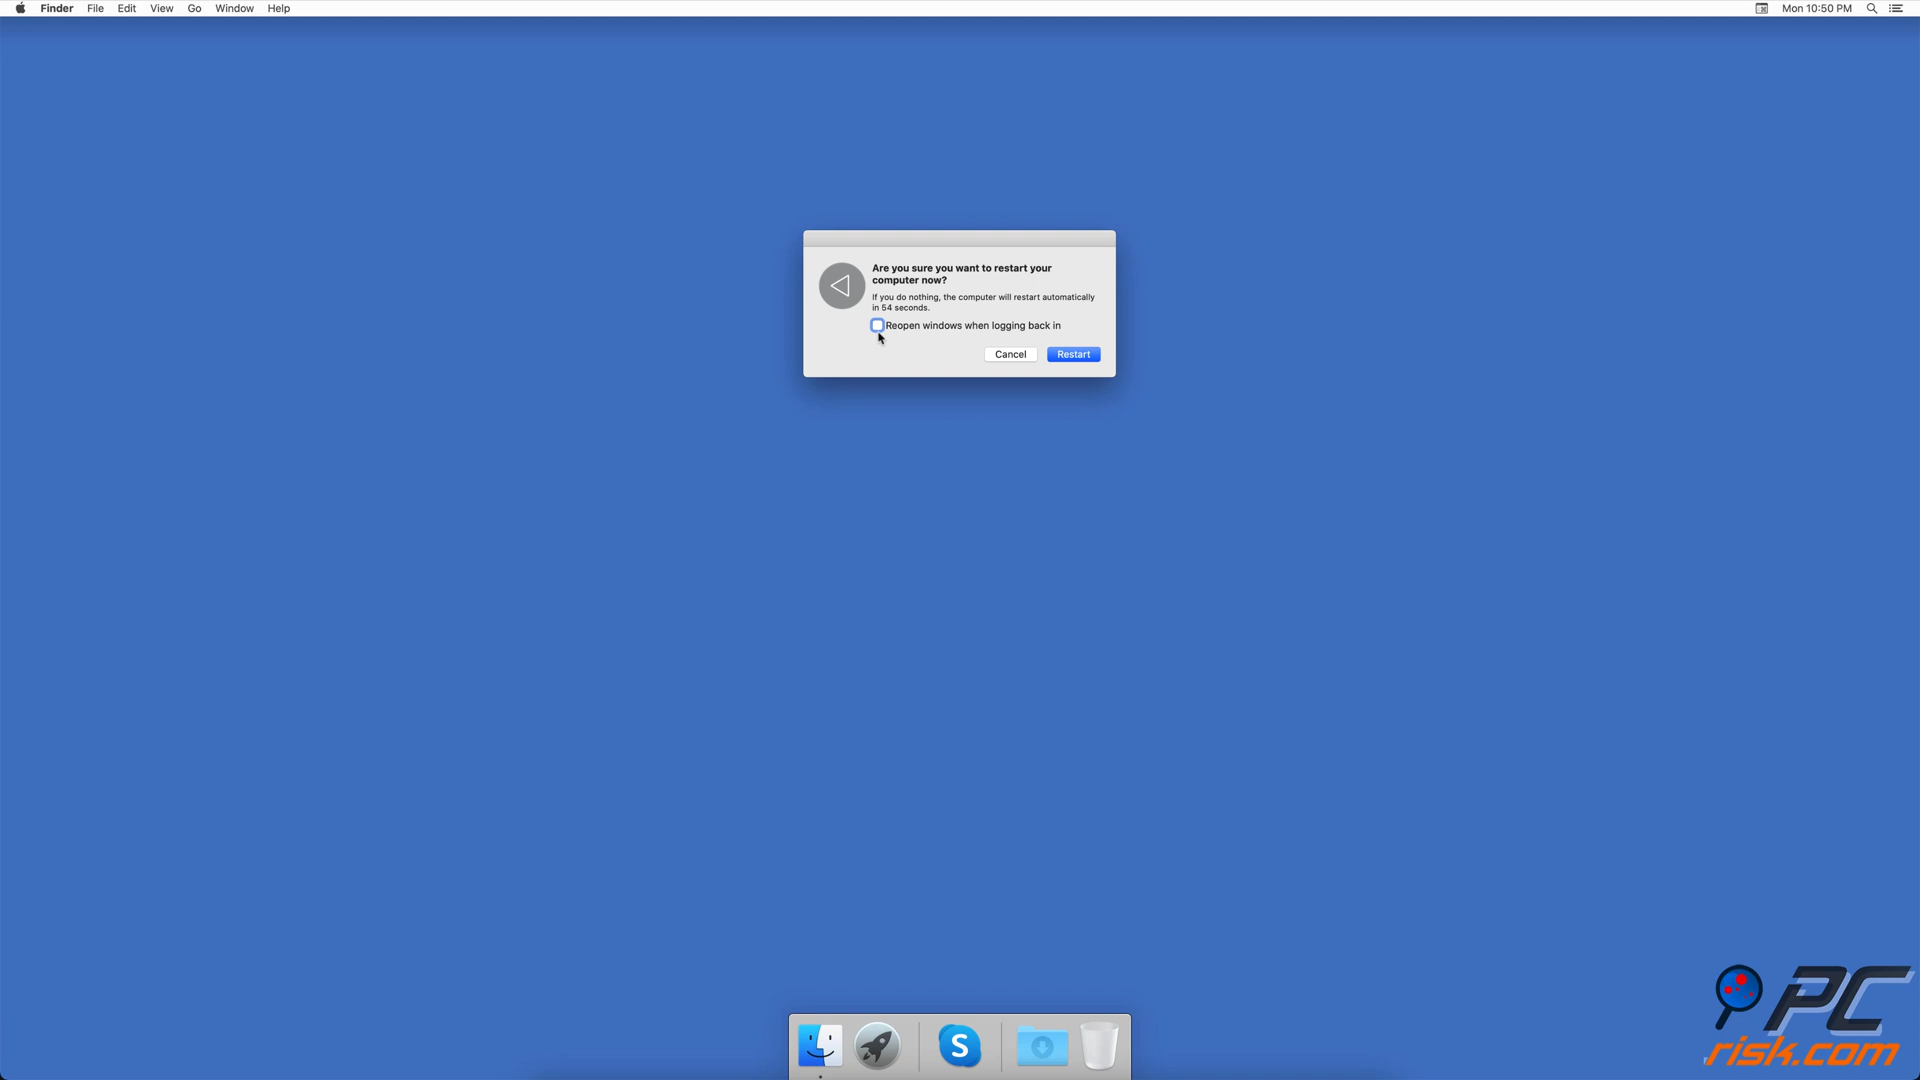 Finder File Edit View Go Window Help Mon 10:50 PM
Are you sure you want to restart your
computer now?
If you do nothing, the computer will restart automatically
in 54 seconds.
Reopen windows when logging back in
Cancel Restart
S
PC
risk.com